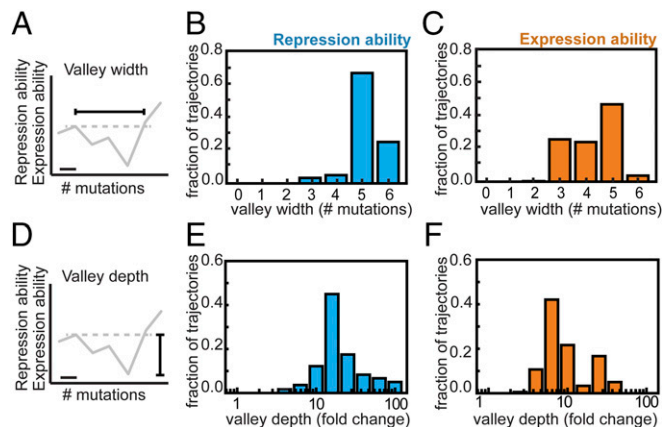 A
Valley width
Repression ability
Expression ability
# mutations
B
Repression ability
fraction of trajectories
0.8
0.6
0.4
0.2
0.0
0 1 2 3 4 5 6
valley width (# mutations)
C
Expression ability
fraction of trajectories
0.8
0.6
0.4
0.2
0.0
0 1 2 3 4 5 6
valley width (# mutations)
D
Valley depth
Repression ability
Expression ability
# mutations
E
fraction of trajectories
0.6
0.4
0.2
0.0
1 10 100
valley depth (fold change)
F
fraction of trajectories
0.6
0.4
0.2
0.0
1 10 100
valley depth (fold change)